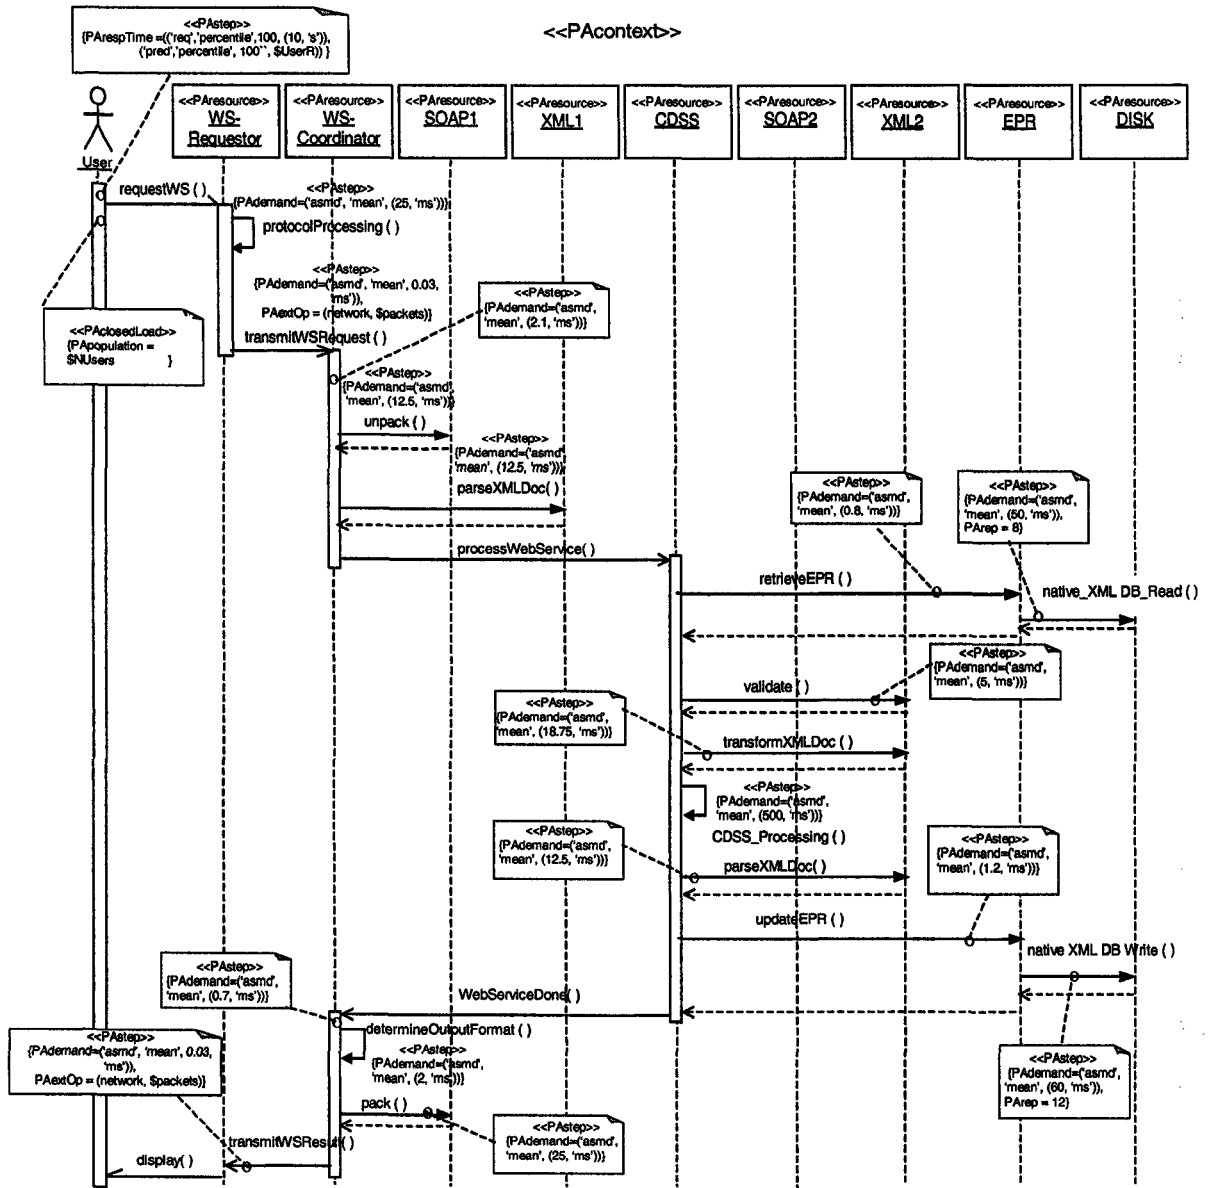 <<PAstep>>
{PArespTime =(('req','percentile',100, (10, 's')),
('pred','percentile', 100``, $UserR)) }
<<PAcontext>>
<<PAresource>>
WS-
Requestor
<<PAresource>>
WS-
Coordinator
<<PAresource>>
SOAP1
<<PAresource>>
XML1
<<PAresource>>
CDSS
<<PAresource>>
SOAP2
<<PAresource>>
XML2
<<PAresource>>
EPR
<<PAresource>>
DISK
User
requestWS ( )
<<PAstep>>
{PAdemand=('asmd', 'mean', (25, 'ms'))}
protocolProcessing ( )
<<PAstep>>
{PAdemand=('asmd', 'mean', 0.03,
'ms')),
PAextOp = (network, $packets)}
transmitWSRequest ( )
<<PAstep>>
{PAdemand=('asmd',
'mean', (2.1, 'ms'))}
<<PAclosedLoad>>
{PApopulation =
$NUsers }
<<PAstep>>
{PAdemand=('asmd',
'mean', (12.5, 'ms'))}
unpack ( )
<<PAstep>>
{PAdemand=('asmd',
'mean', (12.5, 'ms'))}
parseXMLDoc( )
<<PAstep>>
{PAdemand=('asmd',
'mean', (0.8, 'ms'))}
<<PAstep>>
{PAdemand=('asmd',
'mean', (50, 'ms')),
PArep = 8}
processWebService( )
retrieveEPR ( )
native_XML DB_Read ( )
<<PAstep>>
{PAdemand=('asmd',
'mean', (5, 'ms'))}
validate ( )
<<PAstep>>
{PAdemand=('asmd',
'mean', (18.75, 'ms'))}
transformXMLDoc ( )
<<PAstep>>
{PAdemand=('asmd',
'mean', (500, 'ms'))}
CDSS_Processing ( )
<<PAstep>>
{PAdemand=('asmd',
'mean', (12.5, 'ms'))}
parseXMLDoc( )
<<PAstep>>
{PAdemand=('asmd',
'mean', (1.2, 'ms'))}
updateEPR ( )
native XML DB Write ( )
<<PAstep>>
{PAdemand=('asmd',
'mean', (0.7, 'ms'))}
WebServiceDone( )
determineOutputFormat ( )
<<PAstep>>
{PAdemand=('asmd', 'mean', 0.03,
'ms')),
PAextOp = (network, $packets)}
<<PAstep>>
{PAdemand=('asmd',
'mean', (2, 'ms'))}
<<PAstep>>
{PAdemand=('asmd',
'mean', (60, 'ms')),
PArep = 12}
pack ( )
<<PAstep>>
{PAdemand=('asmd',
'mean', (25, 'ms'))}
transmitWSResult( )
display( )